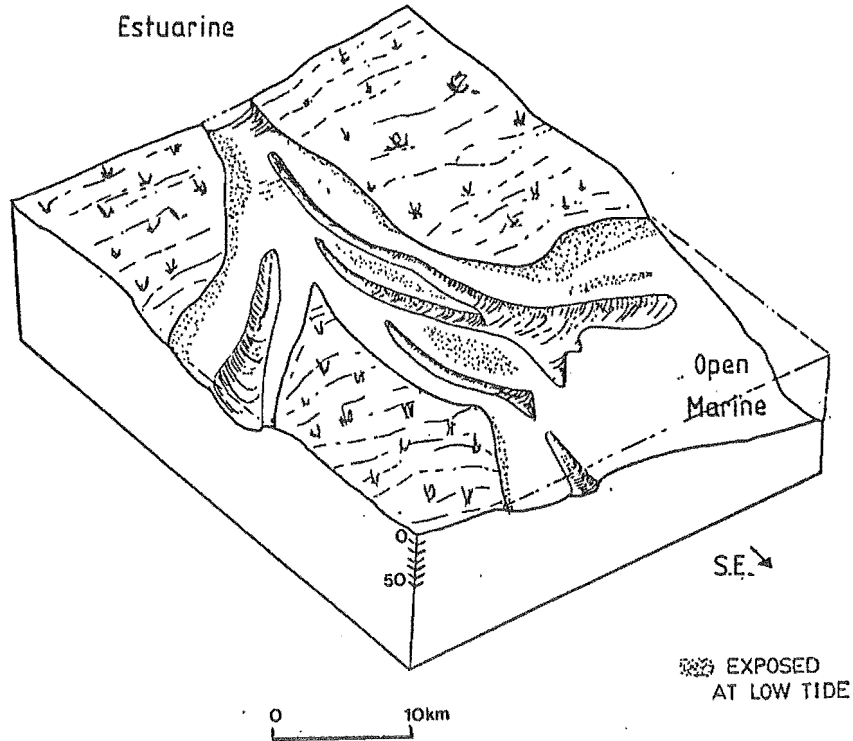 Estuarine
Open
Marine
0
50
S.E.
EXPOSED
AT LOW TIDE
0 10km